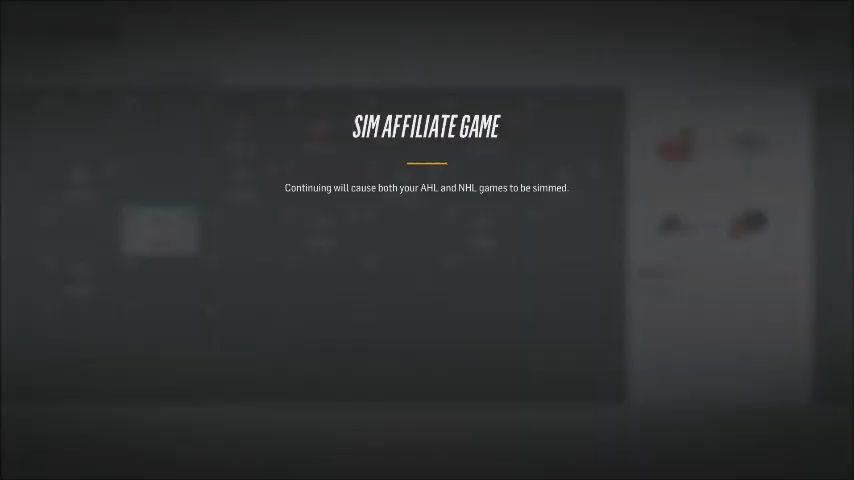 SIM AFFILIATE GAME
Continuing will cause both your AHL and NHL games to be simmed.